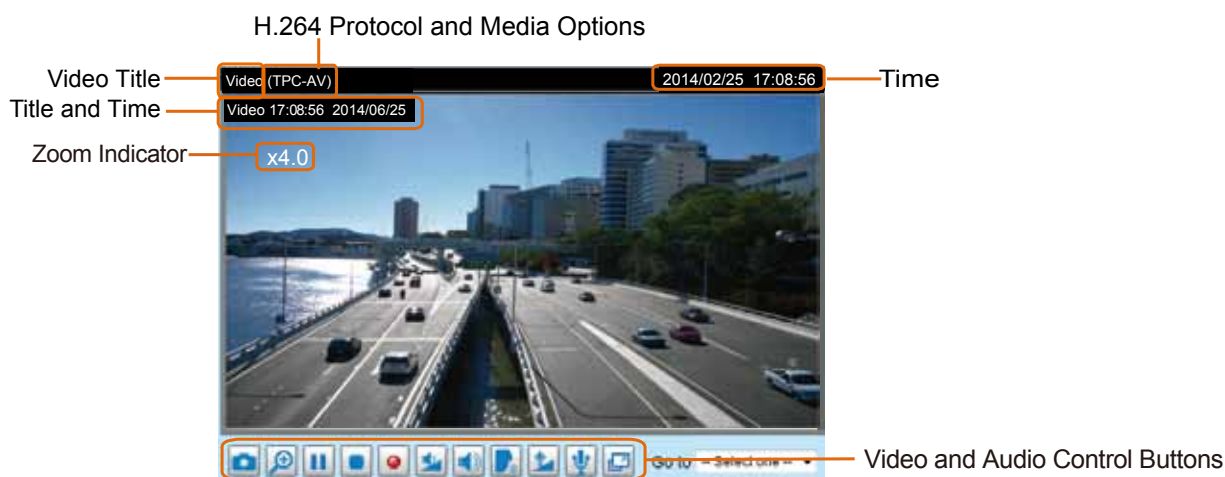 H.264 Protocol and Media Options
Video Title
Video (TPC-AV)
2014/02/25 17:08:56
Time
Title and Time
Video 17:08:56 2014/06/25
Zoom Indicator
x4.0
Go to -- Select one --
Video and Audio Control Buttons